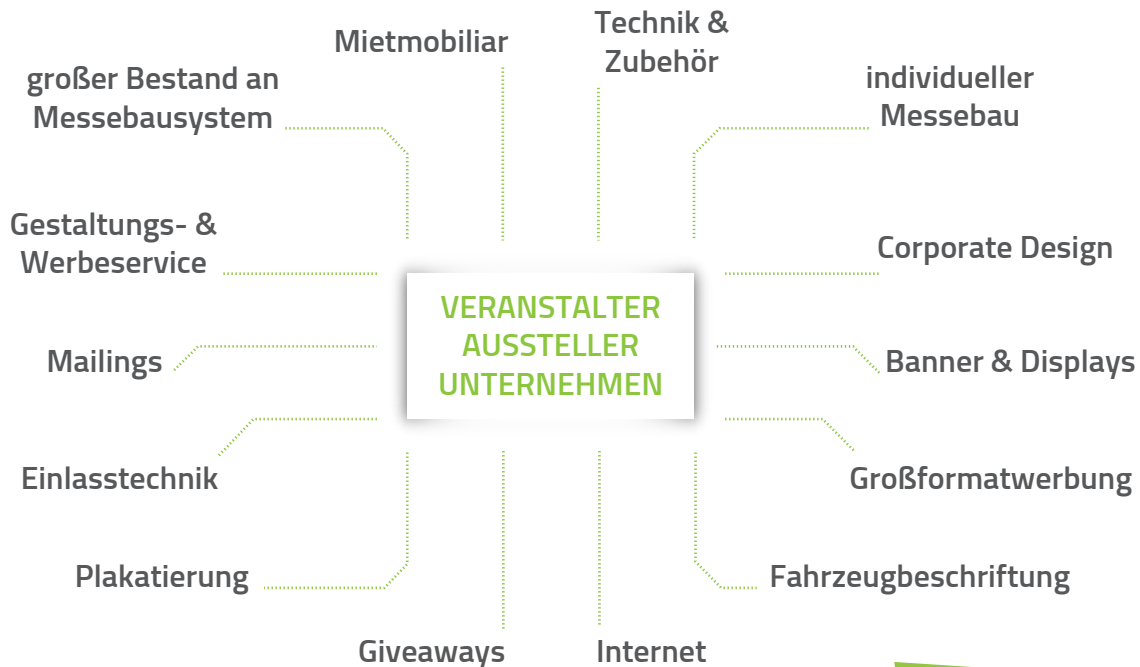 Technik &
Zubehör
Mietmobiliar
großer Bestand an
Messebausystem
individueller
Messebau
Gestaltungs- &
Werbeservice
Corporate Design
VERANSTALTER
AUSSTELLER
UNTERNEHMEN
Mailings
Banner & Displays
Einlasstechnik
Großformatwerbung
Plakatierung
Fahrzeugbeschriftung
Giveaways
Internet